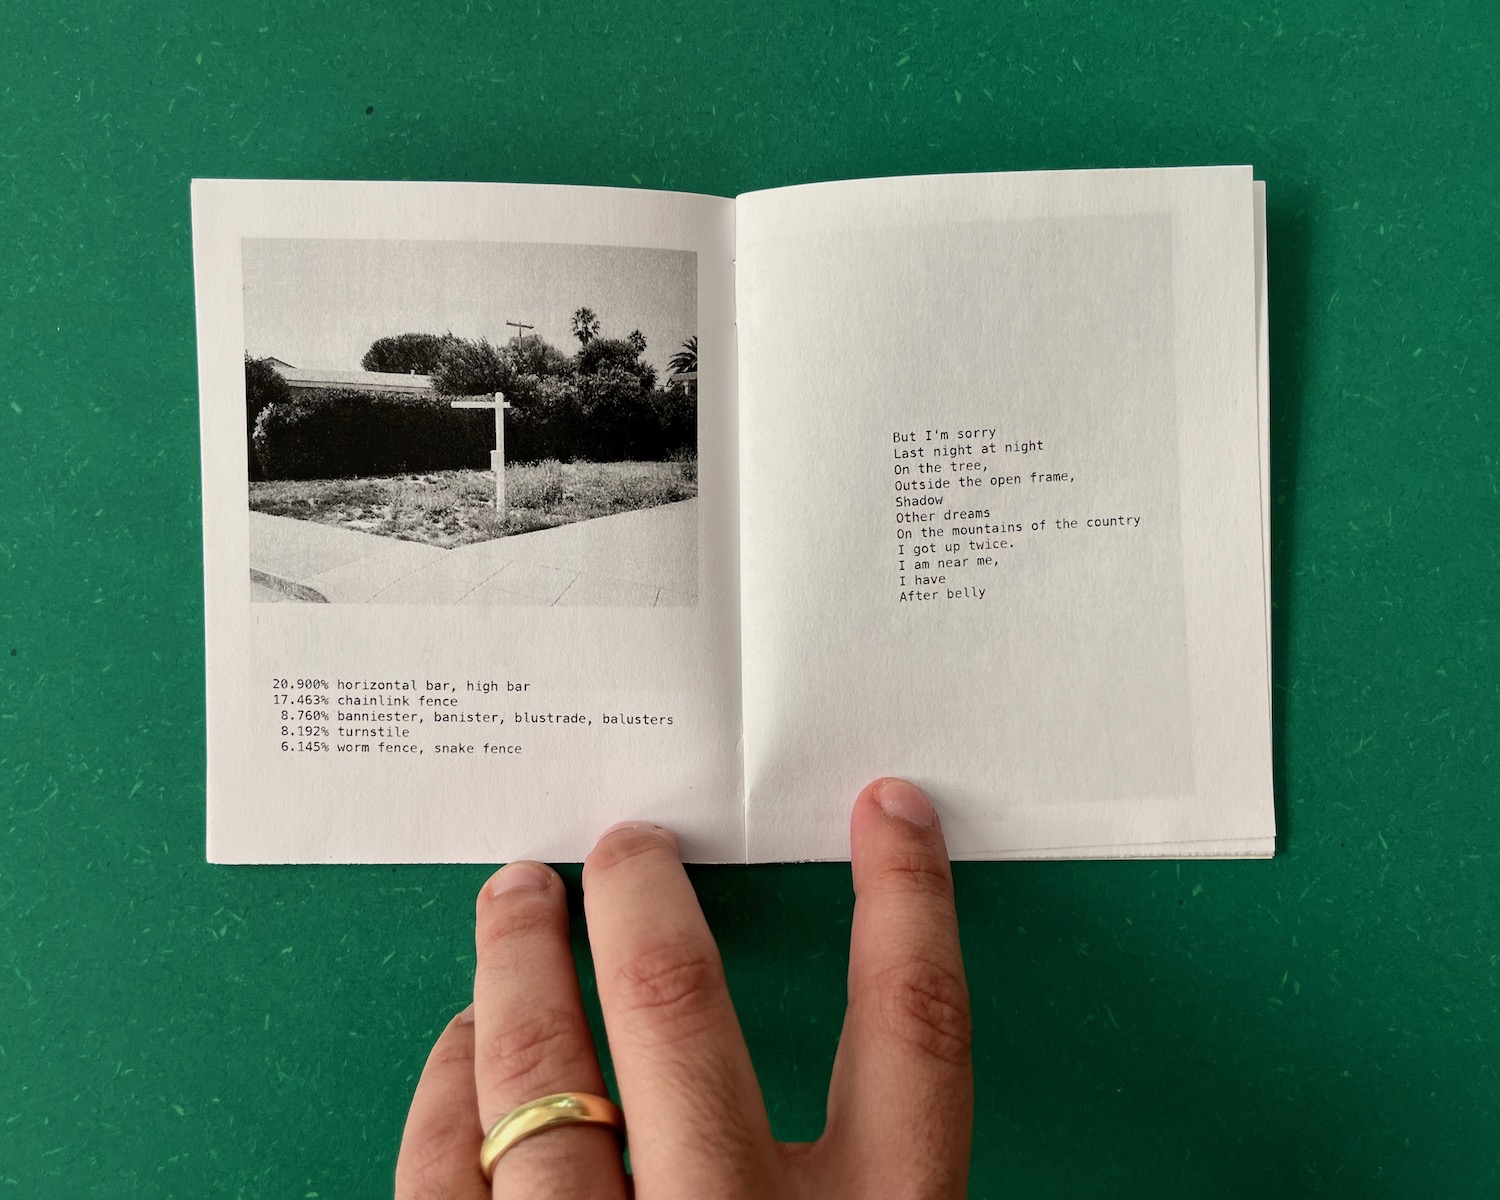 20.900% horizontal bar, high bar
17.463% chainlink fence
8.760% banniester, banister, blustrade, balusters
8.192% turnstile
6.145% worm fence, snake fence
But I'm sorry
Last night at night
On the tree,
Outside the open frame,
Shadow
Other dreams
On the mountains of the country
I got up twice.
I am near me,
I have
After belly